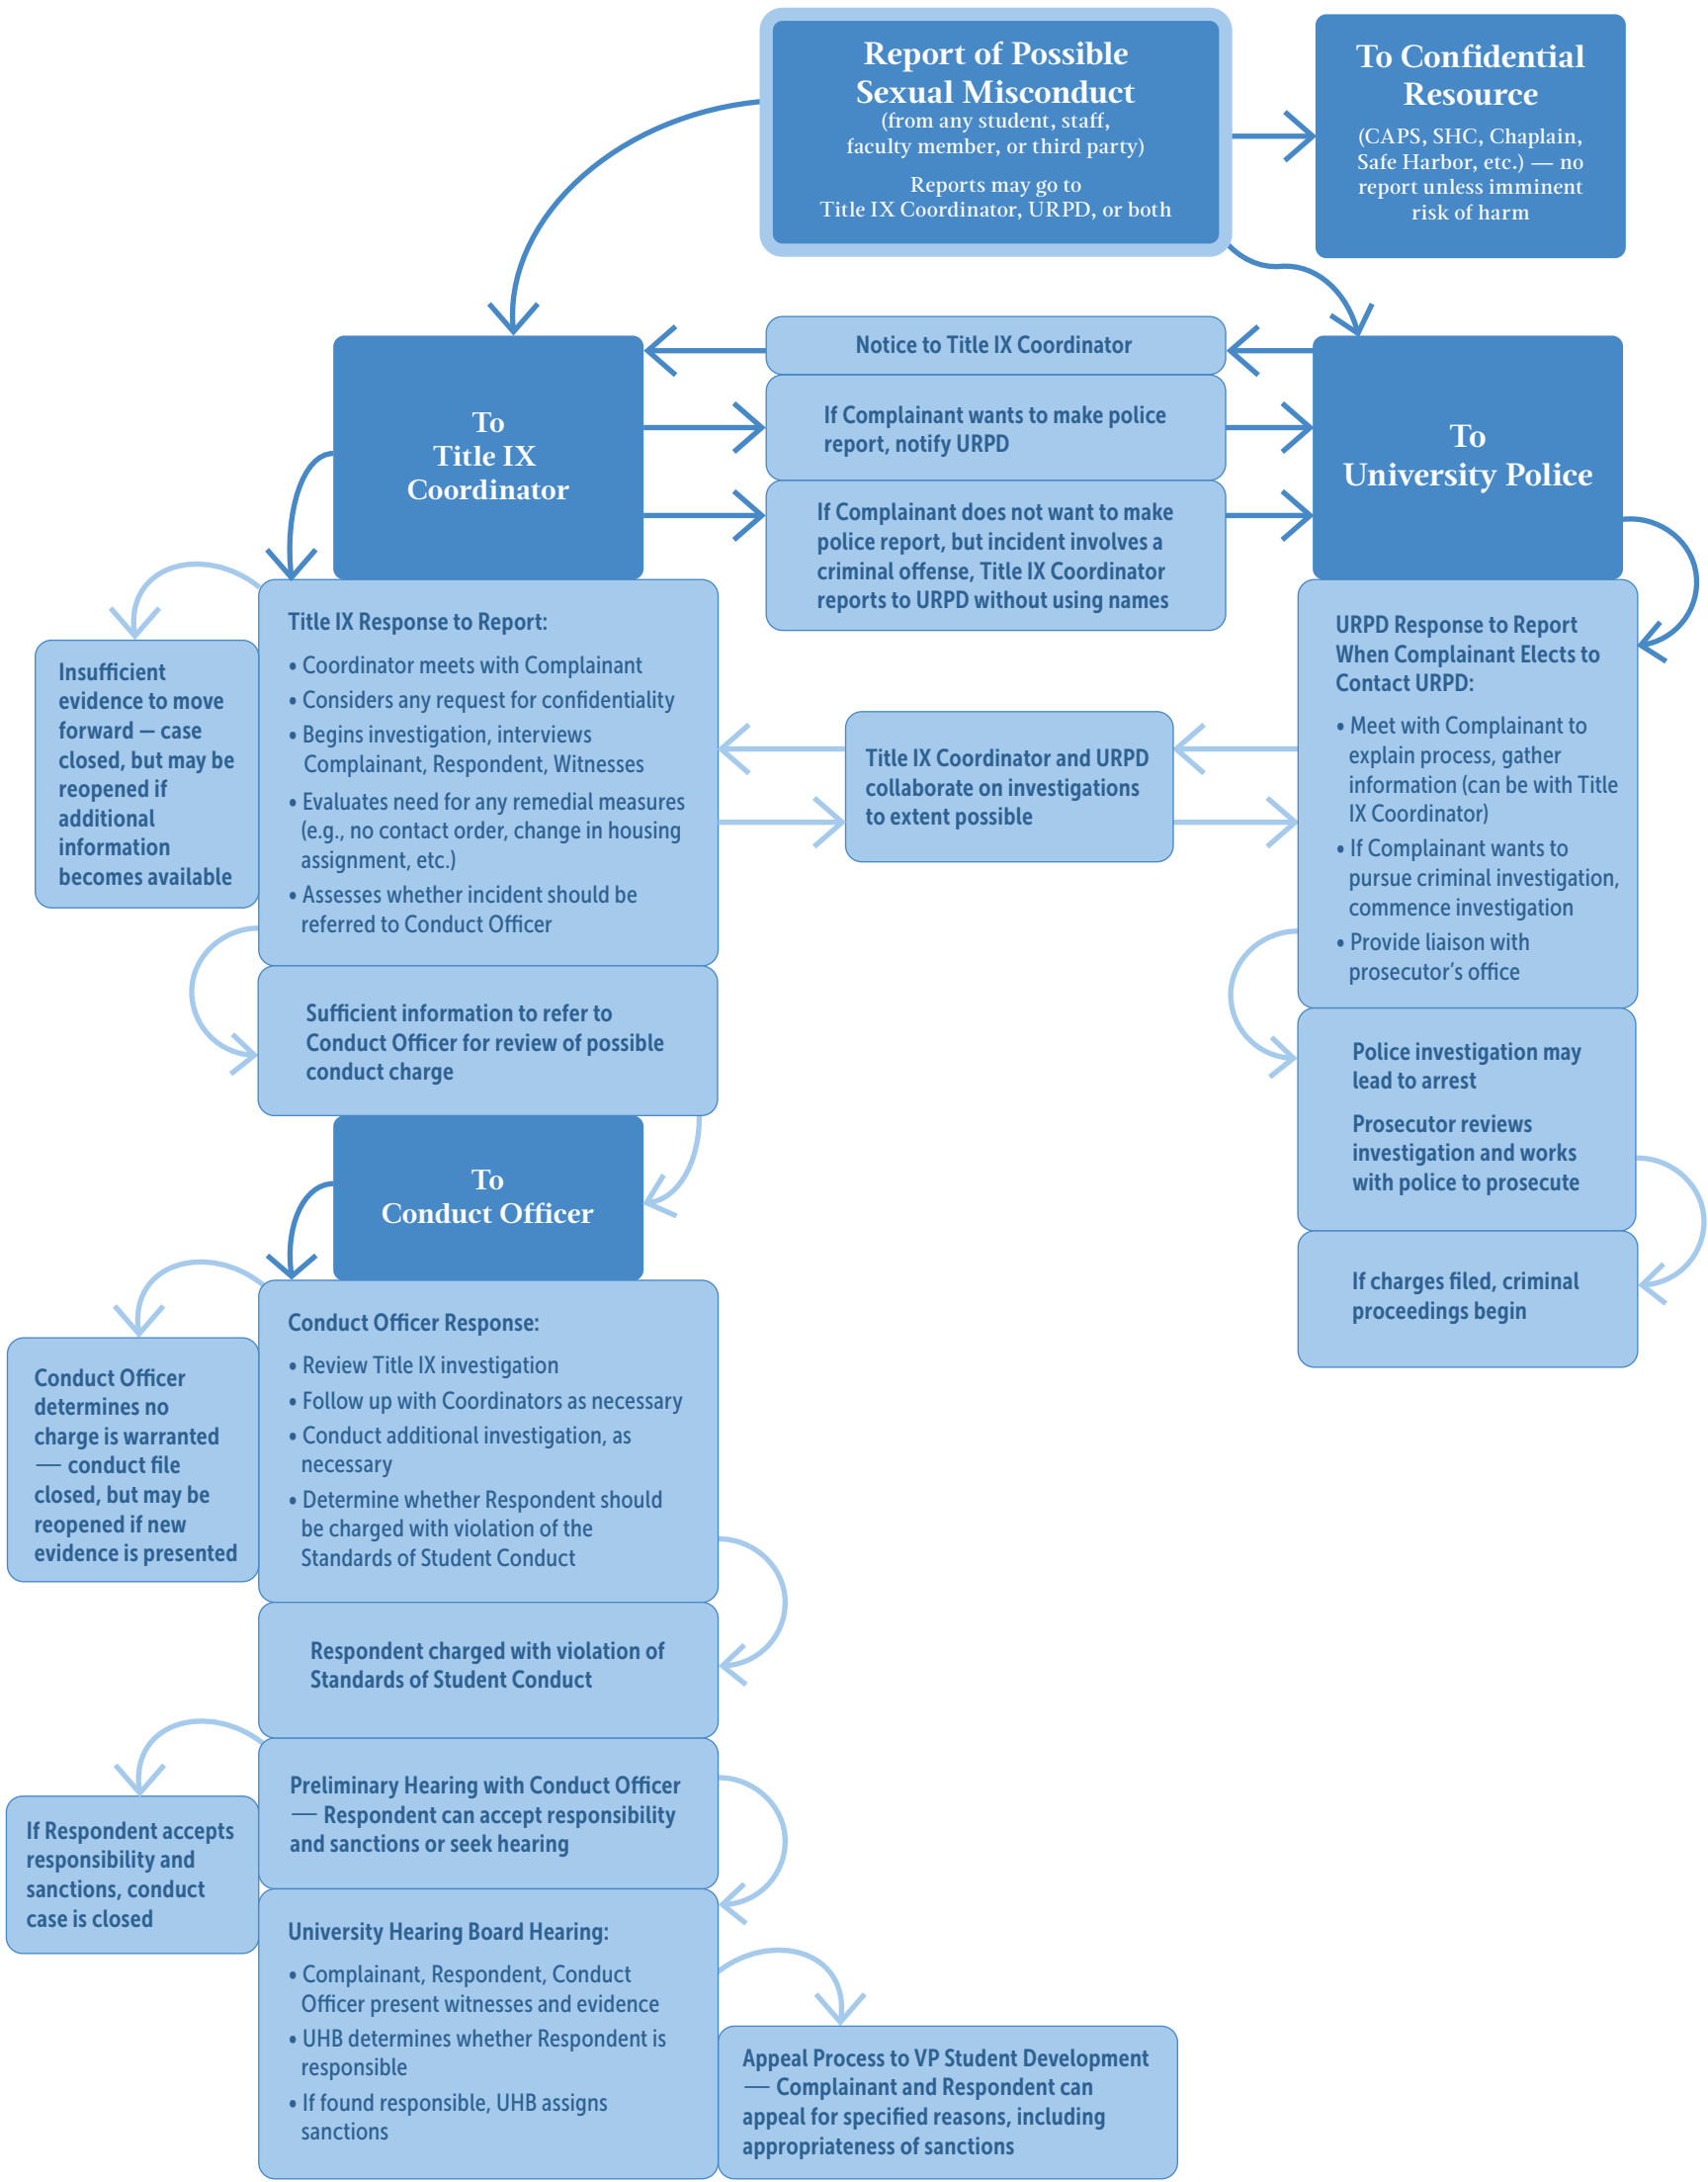 Report of Possible
Sexual Misconduct
(from any student, staff,
faculty member, or third party)
Reports may go to
Title IX Coordinator, URPD, or both
To Confidential
Resource
(CAPS, SHC, Chaplain,
Safe Harbor, etc.) — no
report unless imminent
risk of harm
To
Title IX
Coordinator
Notice to Title IX Coordinator
If Complainant wants to make police
report, notify URPD
If Complainant does not want to make
police report, but incident involves a
criminal offense, Title IX Coordinator
reports to URPD without using names
To
University Police
Insufficient
evidence to move
forward — case
closed, but may be
reopened if
additional
information
becomes available
Title IX Response to Report:
• Coordinator meets with Complainant
• Considers any request for confidentiality
• Begins investigation, interviews
Complainant, Respondent, Witnesses
• Evaluates need for any remedial measures
(e.g., no contact order, change in housing
assignment, etc.)
• Assesses whether incident should be
referred to Conduct Officer
Title IX Coordinator and URPD
collaborate on investigations
to extent possible
URPD Response to Report
When Complainant Elects to
Contact URPD:
• Meet with Complainant to
explain process, gather
information (can be with Title
IX Coordinator)
• If Complainant wants to
pursue criminal investigation,
commence investigation
• Provide liaison with
prosecutor’s office
Sufficient information to refer to
Conduct Officer for review of possible
conduct charge
Police investigation may
lead to arrest
Prosecutor reviews
investigation and works
with police to prosecute
If charges filed, criminal
proceedings begin
To
Conduct Officer
Conduct Officer
determines no
charge is warranted
— conduct file
closed, but may be
reopened if new
evidence is presented
Conduct Officer Response:
• Review Title IX investigation
• Follow up with Coordinators as necessary
• Conduct additional investigation, as
necessary
• Determine whether Respondent should
be charged with violation of the
Standards of Student Conduct
Respondent charged with violation of
Standards of Student Conduct
Preliminary Hearing with Conduct Officer
— Respondent can accept responsibility
and sanctions or seek hearing
If Respondent accepts
responsibility and
sanctions, conduct
case is closed
University Hearing Board Hearing:
• Complainant, Respondent, Conduct
Officer present witnesses and evidence
• UHB determines whether Respondent is
responsible
• If found responsible, UHB assigns
sanctions
Appeal Process to VP Student Development
— Complainant and Respondent can
appeal for specified reasons, including
appropriateness of sanctions